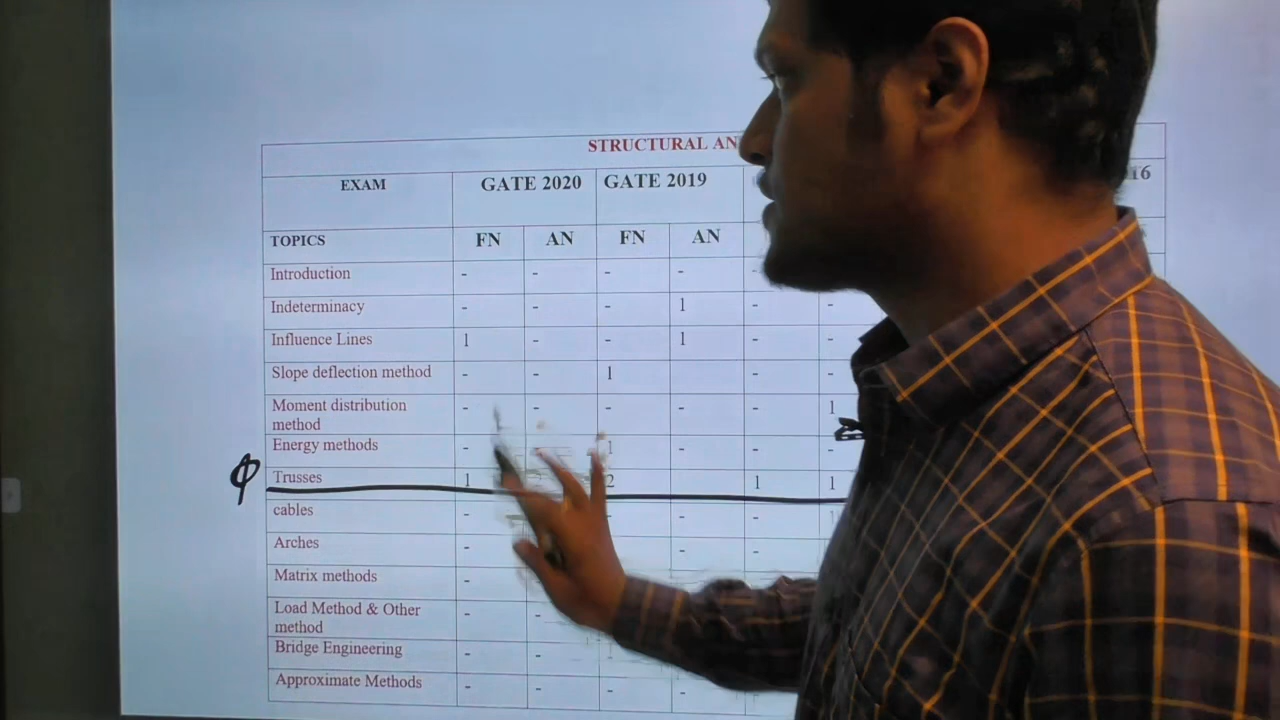 STRUCTURAL AN
EXAM GATE 2020 GATE 2019 16
TOPICS FN AN FN AN
Introduction - - - - -
Indeterminacy - - - 1 - -
Influence Lines 1 - - 1 - -
Slope deflection method - - 1 - -
Moment distribution - - - - - 1
method
Energy methods - 1 - - -
Trusses 1 2 1 1
cables - - - -
Arches - - -
Matrix methods -
Load Method & Other - -
method
Bridge Engineering - -
Approximate Methods - - - -